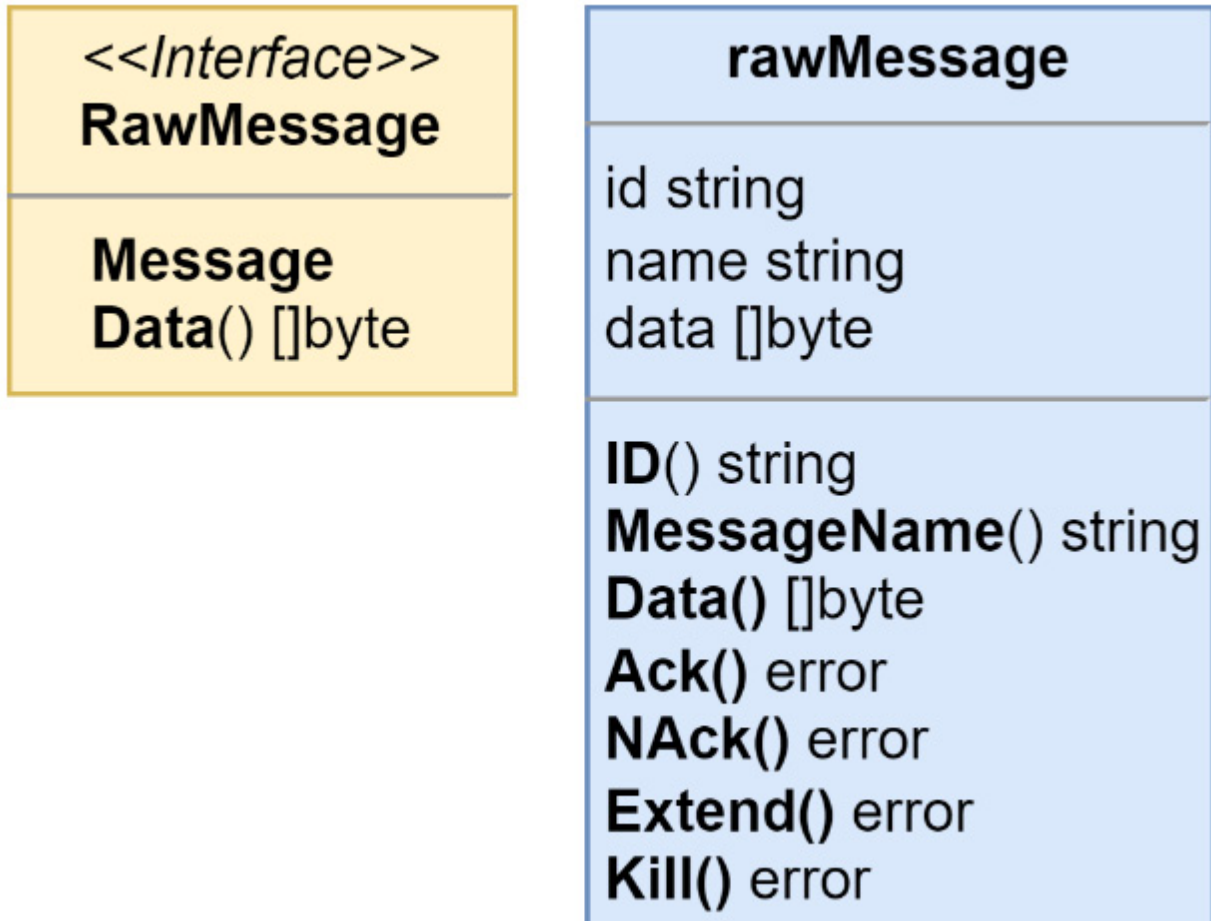 <<Interface>>
RawMessage
Message
Data() []byte
rawMessage
id string
name string
data []byte
ID() string
MessageName() string
Data() []byte
Ack() error
NAck() error
Extend() error
Kill() error